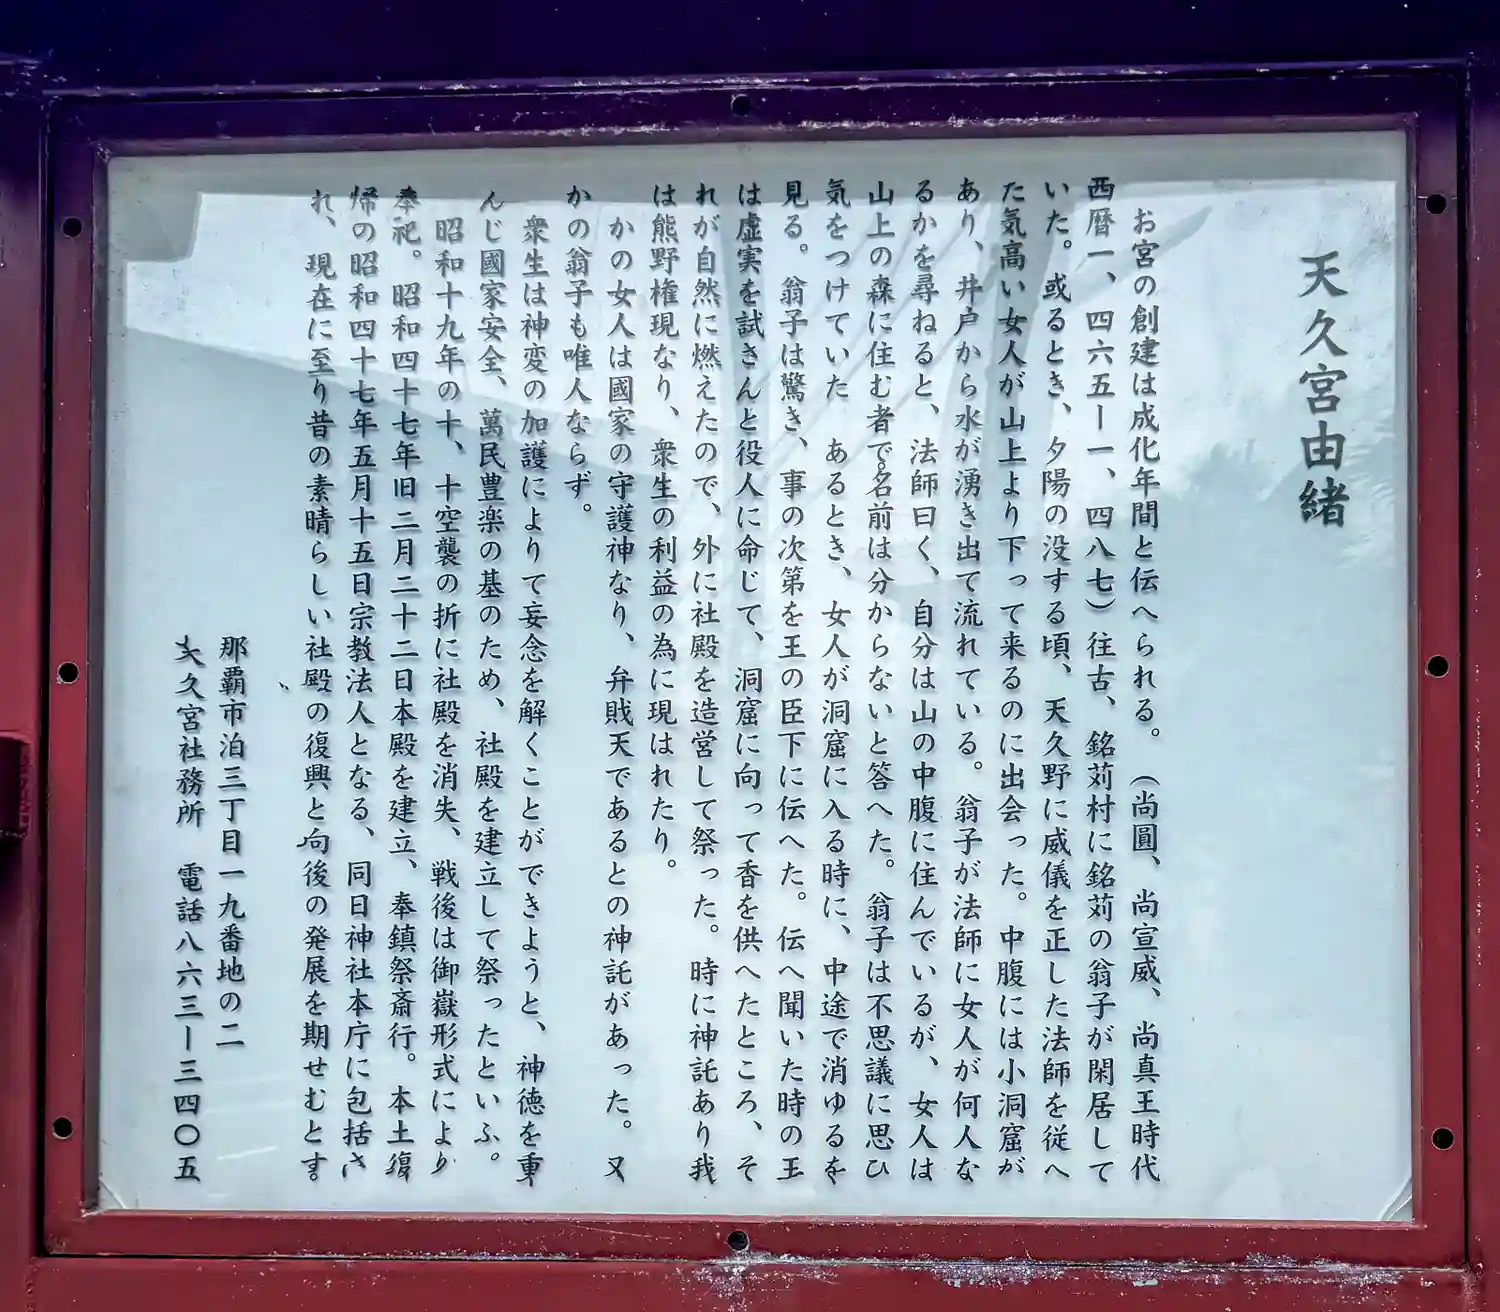 天久宮由緒
お宮の創建は成化年間と伝へられる。(尚圓、尚宣威、尚真王時代
西暦一、四六五ー一、四八七)往古、銘苅村に銘苅の翁子が閑居して
いた。或るとき、夕陽の没する頃、天久野に威儀を正した法師を従へ
た気高い女人が山上より下って来るのに出会った。中腹には小洞窟が
あり、井戸から水が湧き出て流れている。翁子が法師に女人が何人な
るかを尋ねると、法師曰く、自分は山の中腹に住んでいるが、女人は
山上の森に住む者で名前は分からないと答へた。翁子は不思議に思ひ
気をつけていた　あるとき、女人が洞窟に入る時に、中途で消ゆるを
見る。翁子は驚き、事の次第を王の臣下に伝へた。伝へ聞いた時の王
は虚実を試さんと役人に命じて、洞窟に向って香を供へたところ、そ
れが自然に燃えたので、外に社殿を造営して祭った。時に神託あり我
は熊野権現なり、衆生の利益の為に現はれたり。
かの女人は國家の守護神なり、弁戝天であるとの神託があった。又
かの翁子も唯人ならず。
衆生は神変の加護によりて妄念を解くことができようと、神徳を重
んじ國家安全、萬民豊楽の基のため、社殿を建立して祭ったといふ。
昭和十九年の十、十空襲の折に社殿を消失、戦後は御嶽形式により
奉祀。昭和四十七年旧二月二十二日本殿を建立、奉鎮祭斎行。本土復
帰の昭和四十七年五月十五日宗教法人となる、同日神社本庁に包括さ
れ、現在に至り昔の素晴らしい社殿の復興と向後の発展を期せむとす。
那覇市泊三丁目一九番地の二
天久宮社務所　電話八六三ー三四〇五